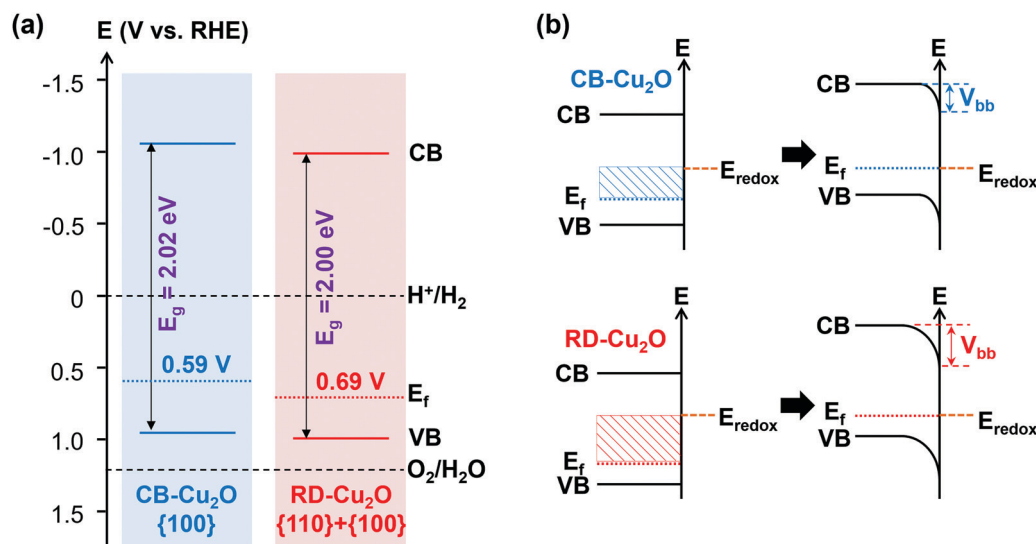 (a)
E (V vs. RHE)
-1.5
-1.0
-0.5
0
0.5
1.0
1.5
E_g = 2.02 eV
E_g = 2.00 eV
0.59 V
0.69 V
CB
H⁺/H₂
E_f
VB
O₂/H₂O
CB-Cu₂O
{100}
RD-Cu₂O
{110}+{100}
(b)
E
CB-Cu₂O
CB
E_f
VB
E_redox
E
CB
V_bb
E_f
VB
E_redox
E
RD-Cu₂O
CB
E_f
VB
E_redox
E
CB
V_bb
E_f
VB
E_redox